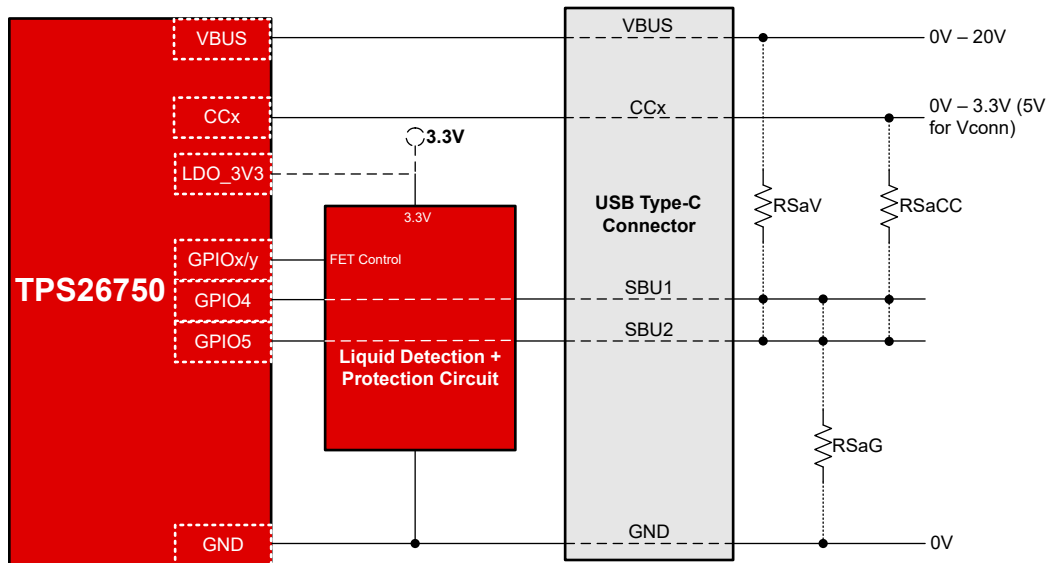 VBUS
VBUS
0V – 20V
CCx
CCx
0V – 3.3V (5V
for Vconn)
3.3V
LDO_3V3
3.3V
USB Type-C
Connector
RSaV
RSaCC
GPIOx/y
FET Control
TPS26750
GPIO4
SBU1
GPIO5
SBU2
Liquid Detection +
Protection Circuit
RSaG
GND
GND
0V